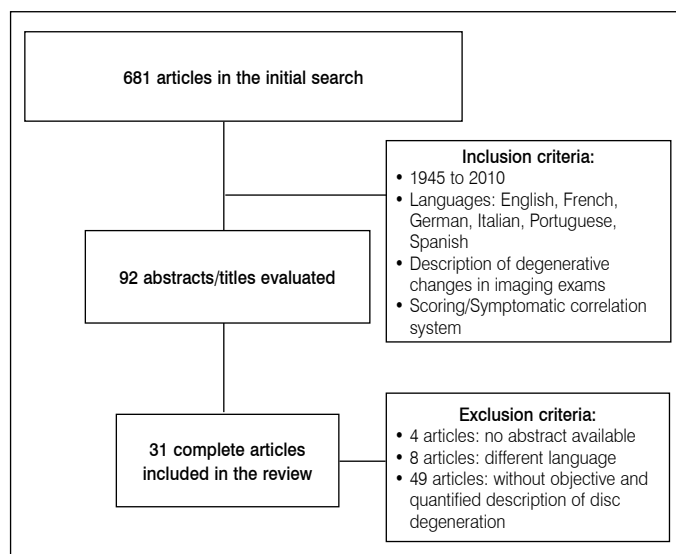 681 articles in the initial search
Inclusion criteria:
• 1945 to 2010
• Languages: English, French,
German, Italian, Portuguese,
Spanish
• Description of degenerative
changes in imaging exams
• Scoring/Symptomatic correlation
system
92 abstracts/titles evaluated
31 complete articles
included in the review
Exclusion criteria:
• 4 articles: no abstract available
• 8 articles: different language
• 49 articles: without objective and
quantified description of disc
degeneration